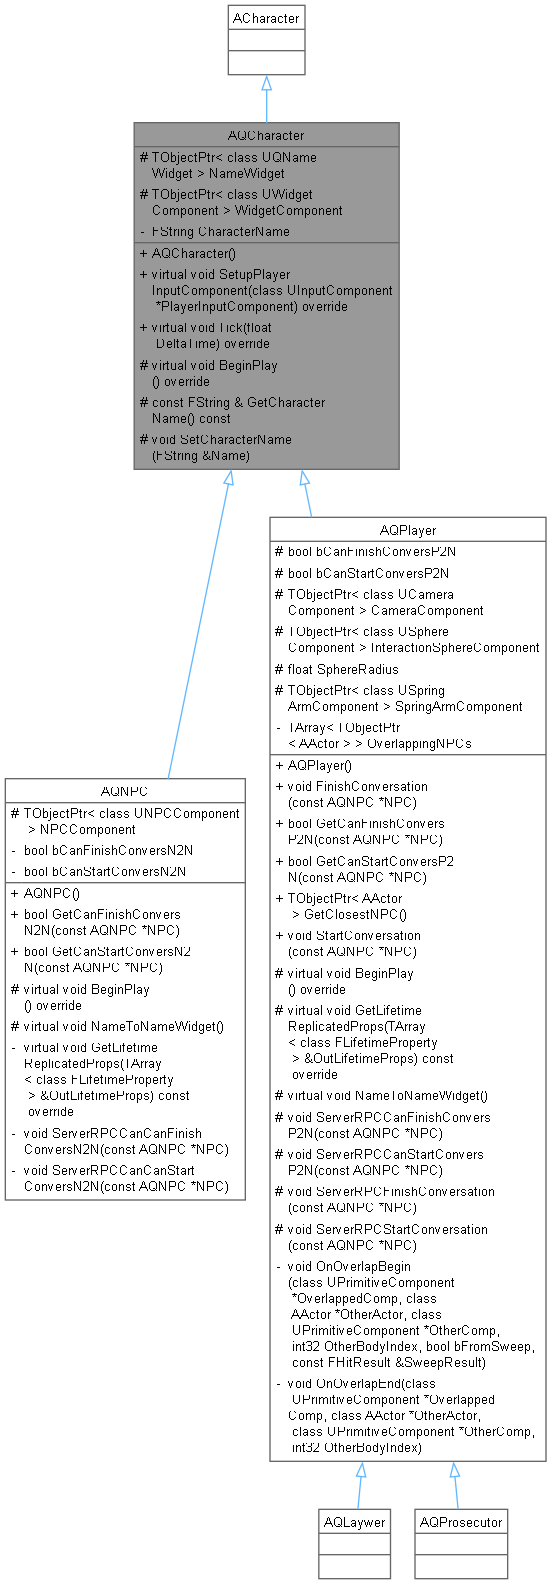 ACharacter
AQCharacter
# TObjectPtr< class UQName
Widget > NameWidget
# TObjectPtr< class UWidget
Component > WidgetComponent
- FString CharacterName
+ AQCharacter()
+ virtual void SetupPlayer
InputComponent(class UInputComponent
*PlayerInputComponent) override
+ virtual void Tick(float
DeltaTime) override
# virtual void BeginPlay
() override
# const FString & GetCharacter
Name() const
# void SetCharacterName
(FString &Name)
AQPlayer
# bool bCanFinishConversP2N
# bool bCanStartConversP2N
# TObjectPtr< class UCamera
Component > CameraComponent
# TObjectPtr< class USphere
Component > InteractionSphereComponent
# float SphereRadius
# TObjectPtr< class USpring
ArmComponent > SpringArmComponent
- TArray< TObjectPtr
< AActor > > OverlappingNPCs
+ AQPlayer()
+ void FinishConversation
(const AQNPC *NPC)
+ bool GetCanFinishConvers
P2N(const AQNPC *NPC)
+ bool GetCanStartConversP2
N(const AQNPC *NPC)
+ TObjectPtr< AActor
> GetClosestNPC()
+ void StartConversation
(const AQNPC *NPC)
# virtual void BeginPlay
() override
# virtual void GetLifetime
ReplicatedProps(TArray
< class FLifetimeProperty
> &OutLifetimeProps) const
override
# virtual void NameToNameWidget()
# void ServerRPCCanFinishConvers
P2N(const AQNPC *NPC)
# void ServerRPCCanStartConvers
P2N(const AQNPC *NPC)
# void ServerRPCFinishConversation
(const AQNPC *NPC)
# void ServerRPCStartConversation
(const AQNPC *NPC)
- void OnOverlapBegin
(class UPrimitiveComponent
*OverlappedComp, class
AActor *OtherActor, class
UPrimitiveComponent *OtherComp,
int32 OtherBodyIndex, bool bFromSweep,
const FHitResult &SweepResult)
- void OnOverlapEnd(class
UPrimitiveComponent *Overlapped
Comp, class AActor *OtherActor,
class UPrimitiveComponent *OtherComp,
int32 OtherBodyIndex)
AQNPC
# TObjectPtr< class UNPCComponent
> NPCComponent
- bool bCanFinishConversN2N
- bool bCanStartConversN2N
+ AQNPC()
+ bool GetCanFinishConvers
N2N(const AQNPC *NPC)
+ bool GetCanStartConversN2
N(const AQNPC *NPC)
# virtual void BeginPlay
() override
# virtual void NameToNameWidget()
- virtual void GetLifetime
ReplicatedProps(TArray
< class FLifetimeProperty
> &OutLifetimeProps) const
override
- void ServerRPCCanCanFinish
ConversN2N(const AQNPC *NPC)
- void ServerRPCCanCanStart
ConversN2N(const AQNPC *NPC)
AQLaywer
AQProsecutor